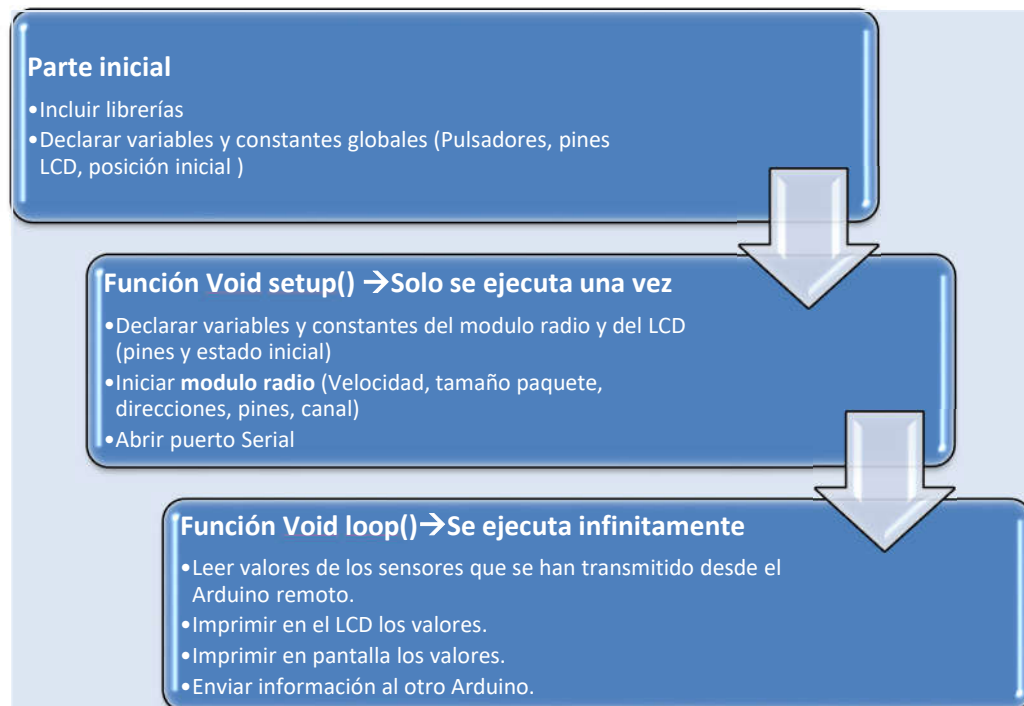 Parte inicial
•Incluir librerías
•Declarar variables y constantes globales (Pulsadores, pines
LCD, posición inicial )
Función Void setup() →Solo se ejecuta una vez
•Declarar variables y constantes del modulo radio y del LCD
(pines y estado inicial)
•Iniciar modulo radio (Velocidad, tamaño paquete,
direcciones, pines, canal)
•Abrir puerto Serial
Función Void loop()→Se ejecuta infinitamente
•Leer valores de los sensores que se han transmitido desde el
Arduino remoto.
•Imprimir en el LCD los valores.
•Imprimir en pantalla los valores.
•Enviar información al otro Arduino.